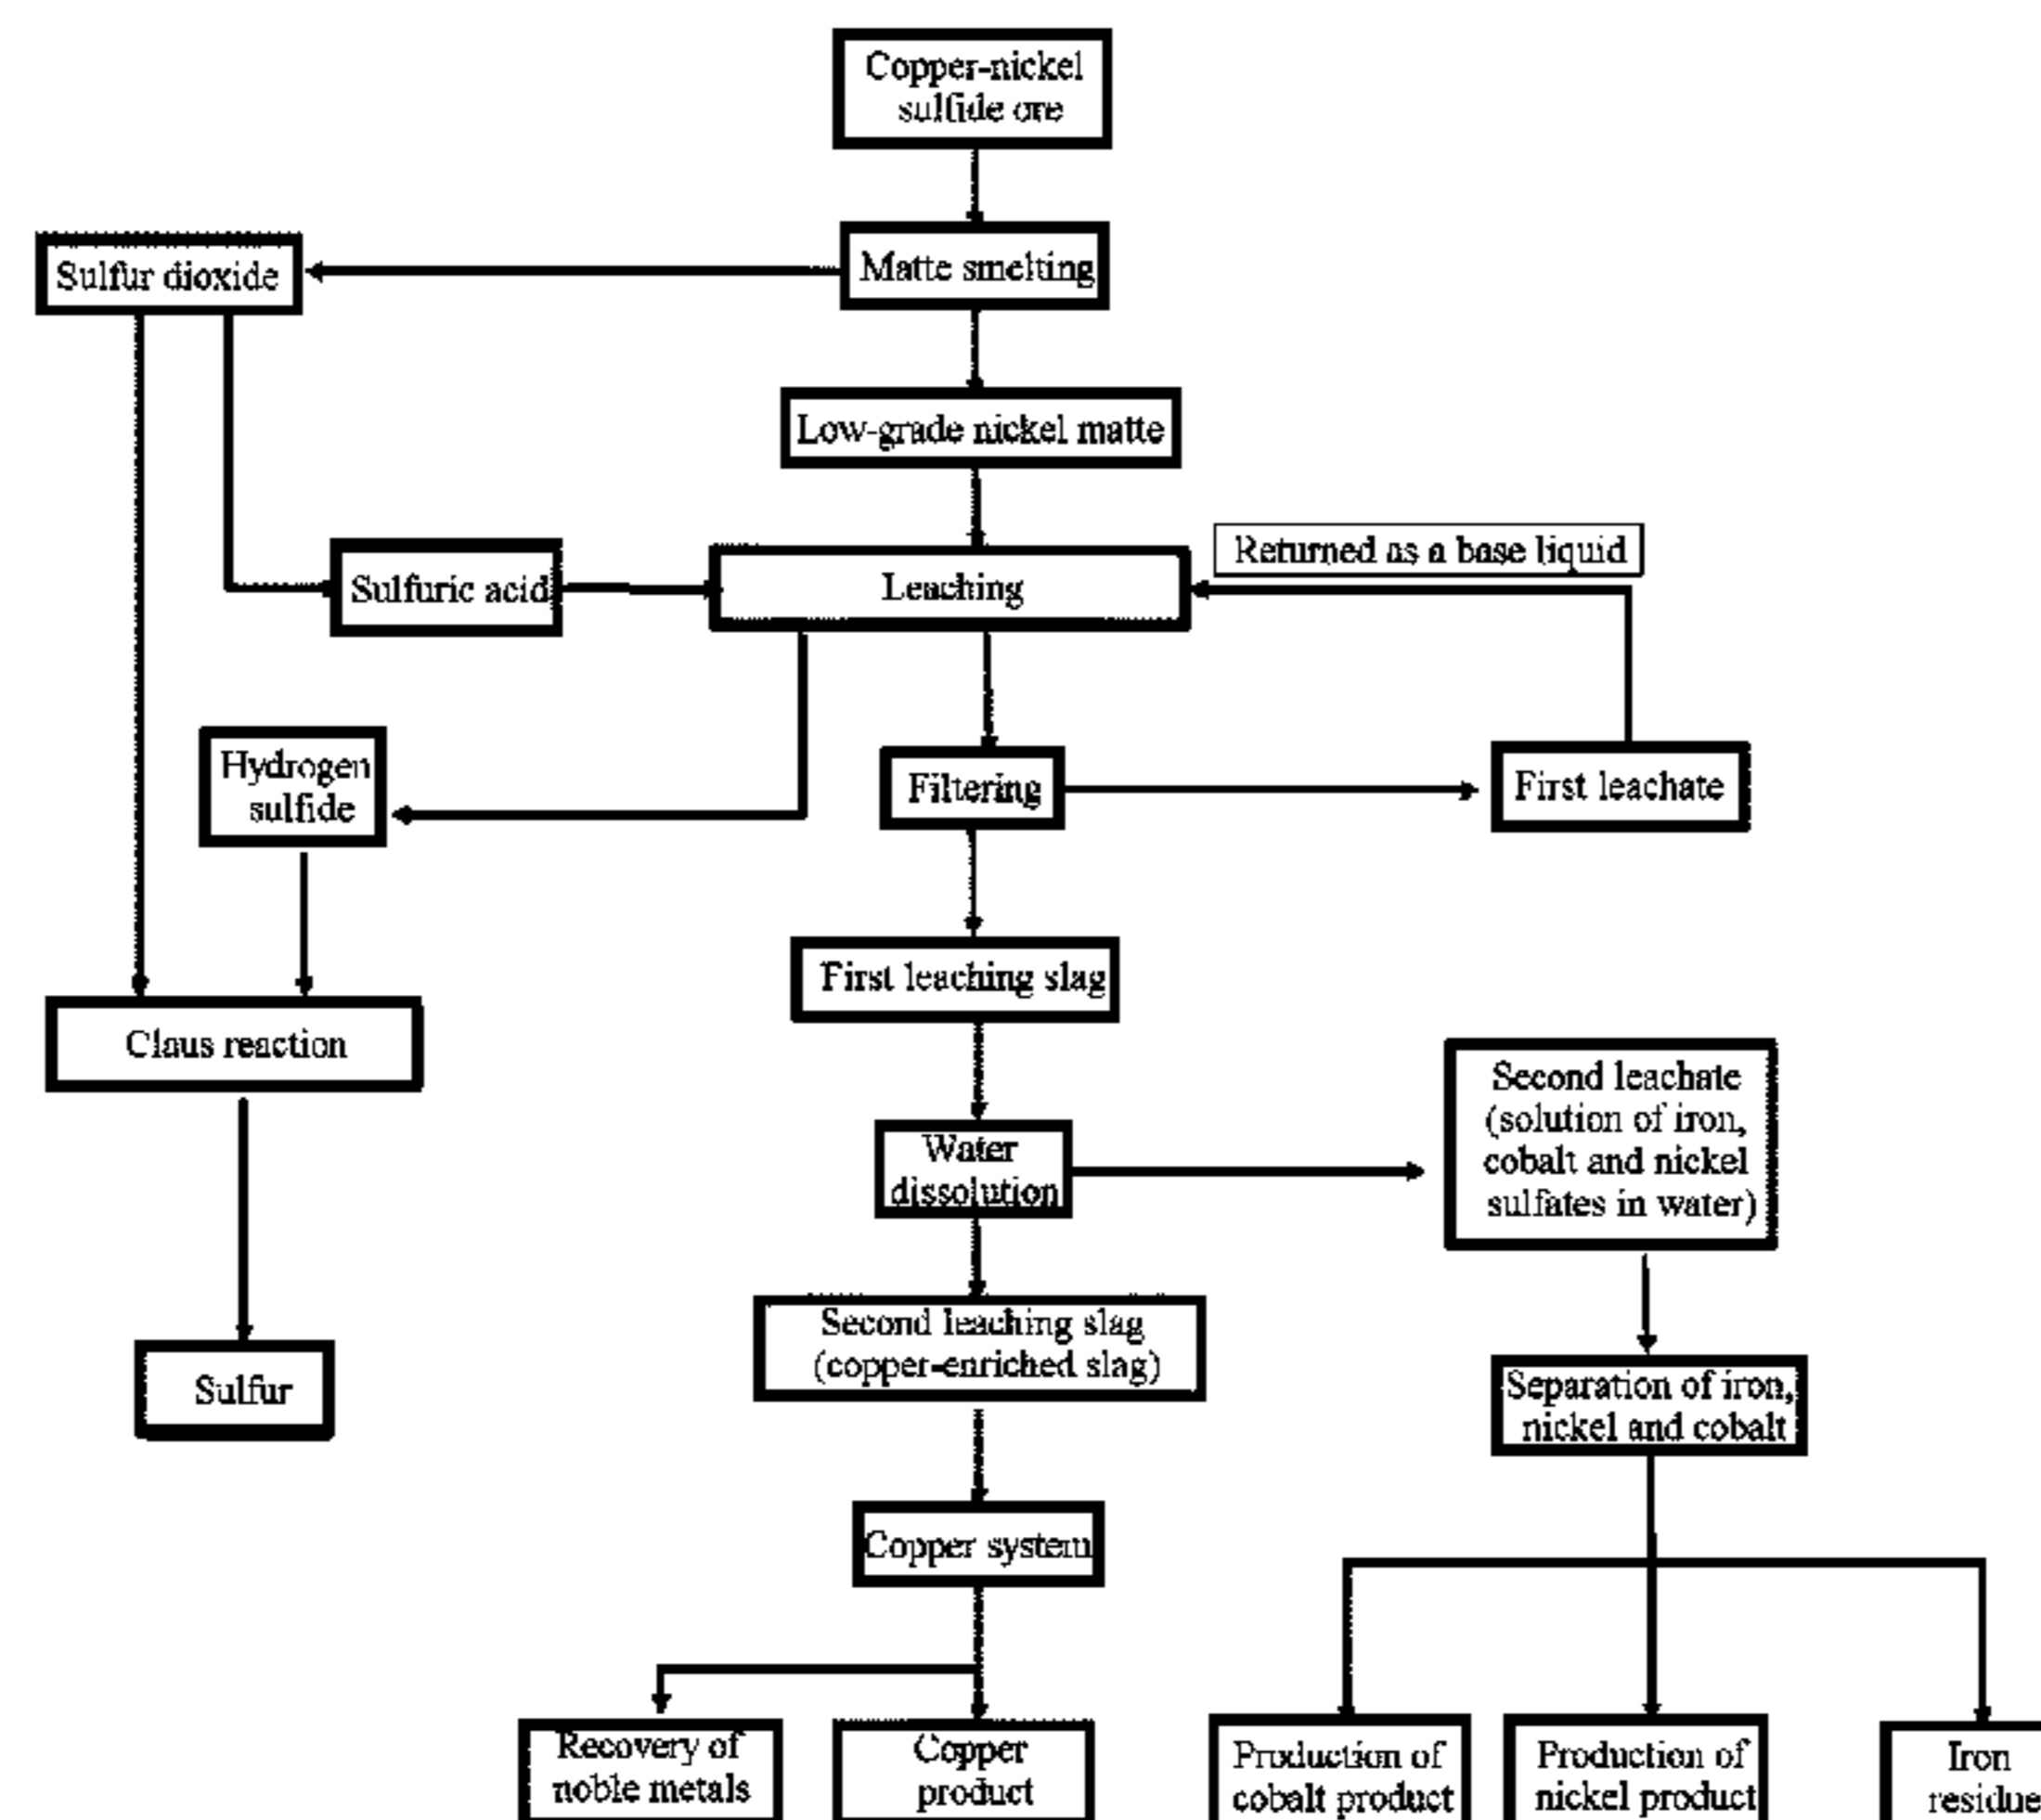 Copper-nickel
sulfide ore
Sulfur dioxide
Matte smelting
Low-grade nickel matte
Returned as a base liquid
Sulfuric acid
Leaching
Hydrogen
sulfide
Filtering
First leachate
First leaching slag
Claus reaction
Second leachate
(solution of iron,
cobalt and nickel
sulfates in water)
Water
dissolution
Second leaching slag
(copper-enriched slag)
Sulfur
Separation of iron,
nickel and cobalt
Copper system
Recovery of
noble metals
Copper
product
Production of
cobalt product
Production of
nickel product
Iron
residue